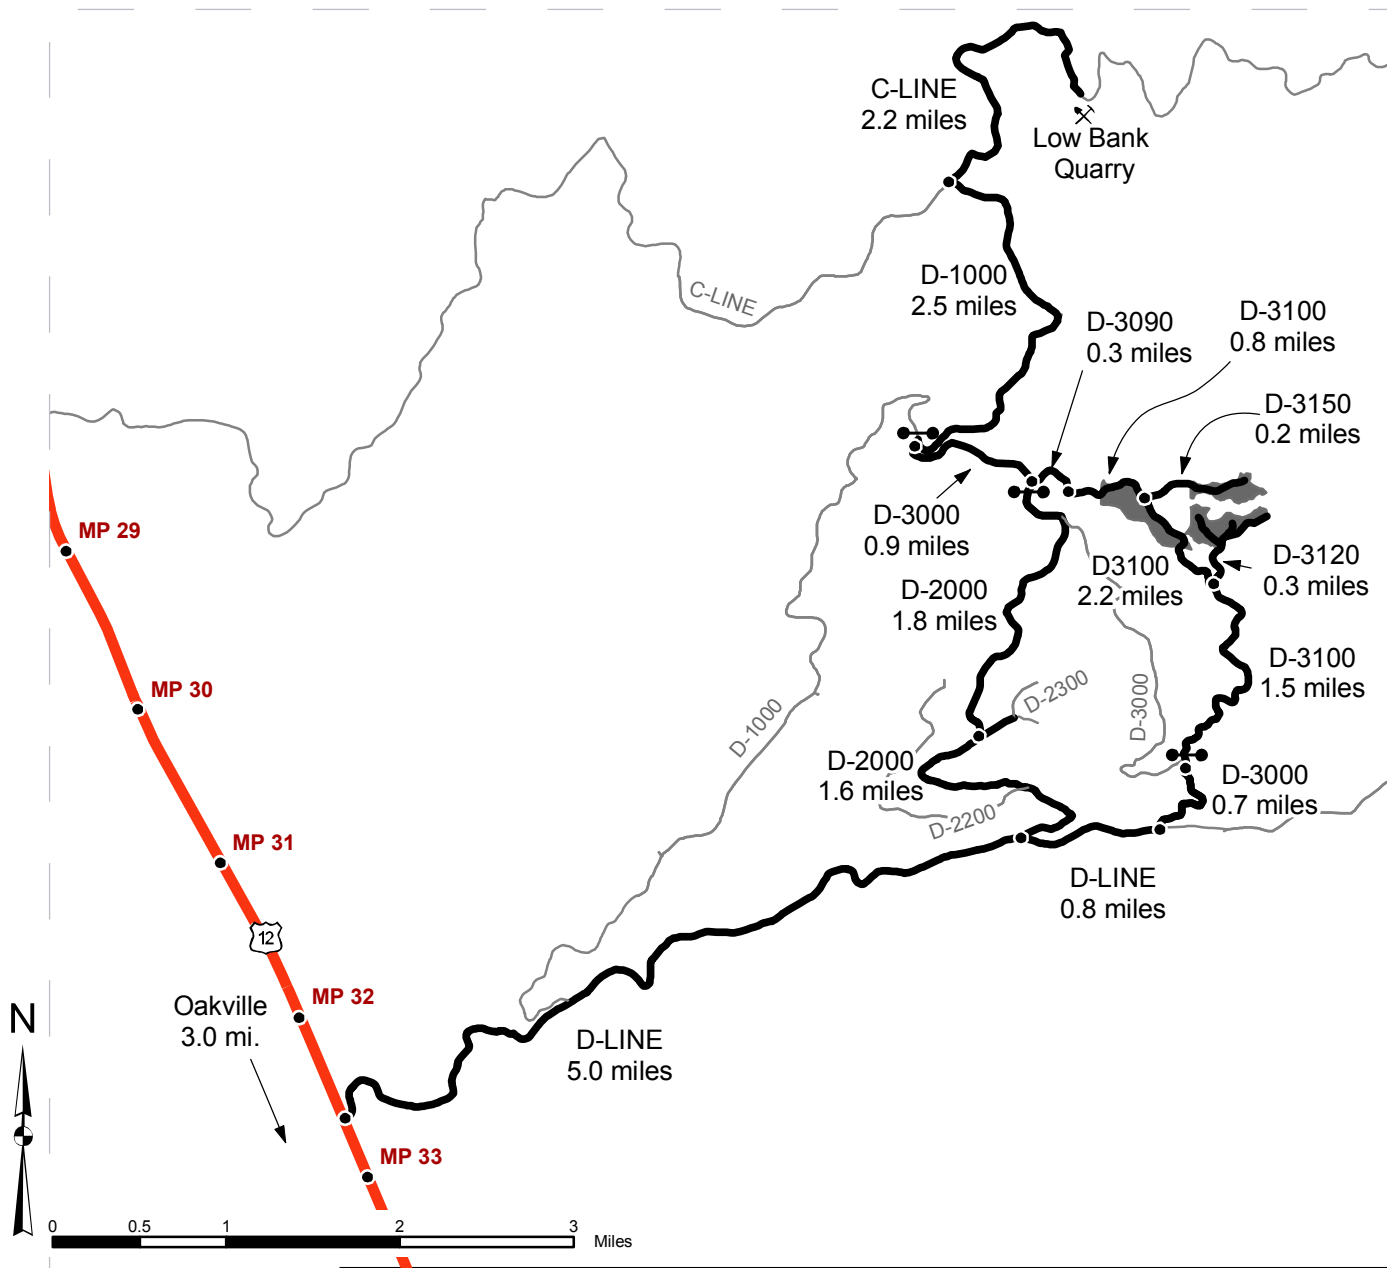 C-LINE
2.2 miles
Low Bank
Quarry
C-LINE
D-1000
2.5 miles
D-3090
0.3 miles
D-3100
0.8 miles
D-3150
0.2 miles
D-3000
0.9 miles
MP 29
D3100
2.2 miles
D-3120
0.3 miles
D-2000
1.8 miles
D-3100
1.5 miles
MP 30
D-2300
D-3000
D-1000
D-2000
1.6 miles
D-3000
0.7 miles
D-2200
MP 31
D-LINE
0.8 miles
12
MP 32
Oakville
3.0 mi.
N
D-LINE
5.0 miles
MP 33
0 0.5 1 2 3
Miles